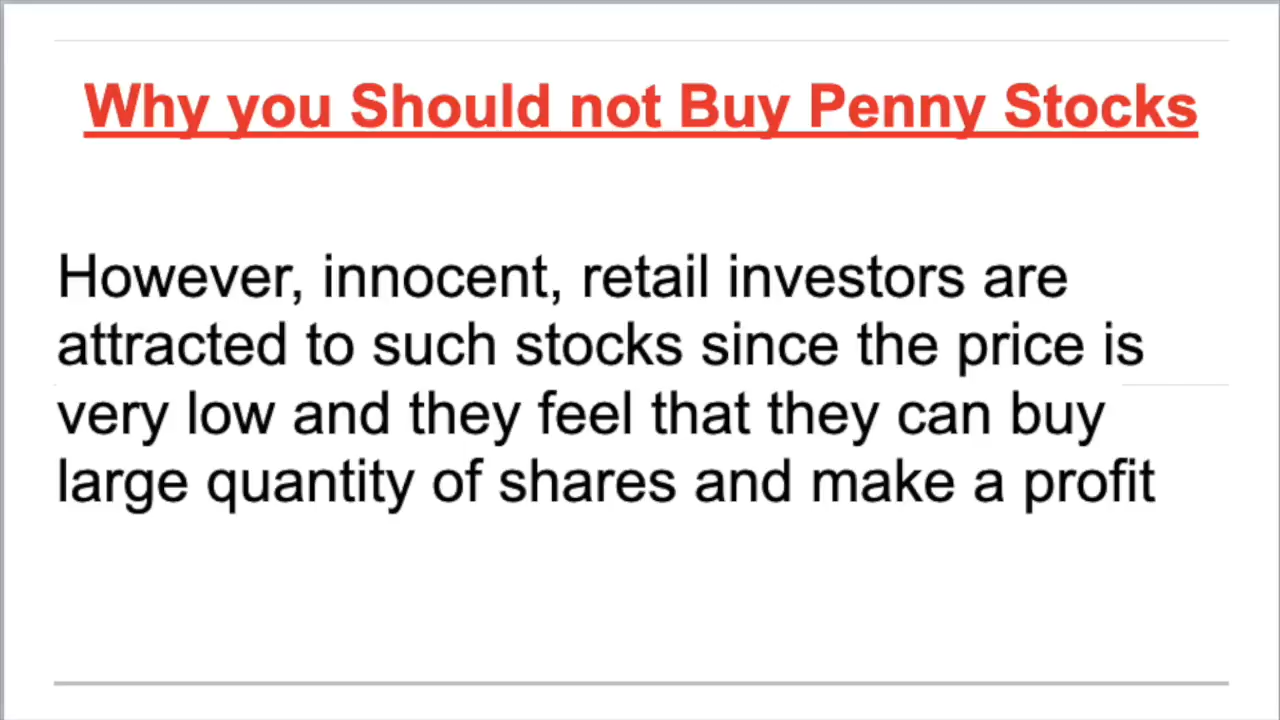 Why you Should not Buy Penny Stocks
However, innocent, retail investors are
attracted to such stocks since the price is
very low and they feel that they can buy
large quantity of shares and make a profit